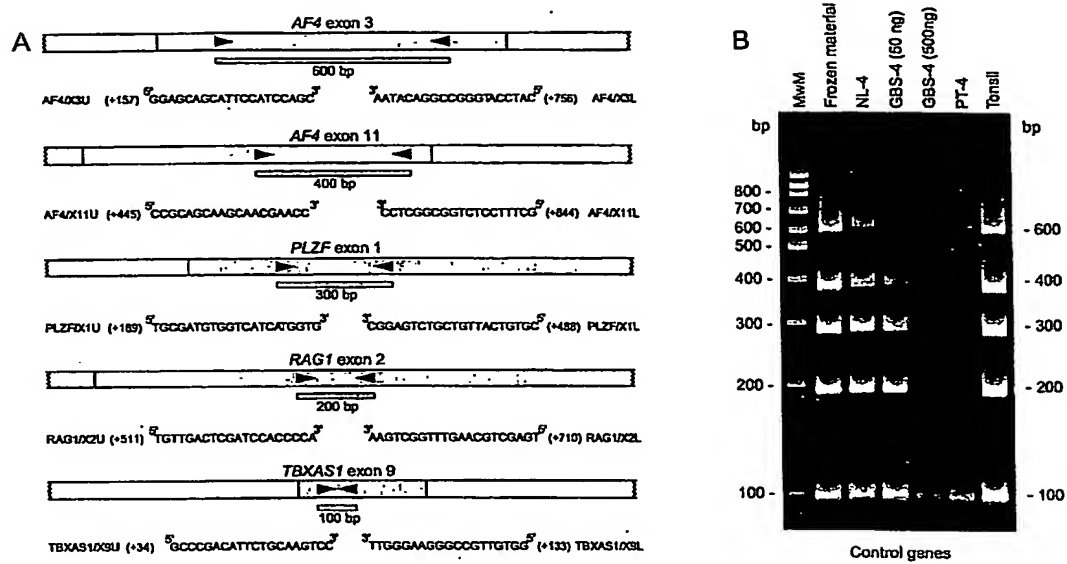 A
AF4 exon 3
600 bp
AF4/X3U (+157) 5'GGAGCAGCATTCCATCCAGC3' 3'AATACAGGCCGGGTACCTAC5' (+756) AF4/X3L
AF4 exon 11
400 bp
AF4/X11U (+445) 5'CCGCAGCAAGCAACGAACC3' 3'CCTCGGCGGTCTCCTTTCG5' (+844) AF4/X11L
PLZF exon 1
300 bp
PLZF/X1U (+189) 5'TGCGATGTGGTCATCATGGTG3' 3'CGGAGTCTGCTGTTACTGTGC5' (+488) PLZF/X1L
RAG1 exon 2
200 bp
RAG1/X2U (+511) 5'TGTTGACTCGATCCACCCCA3' 3'AAGTCGGTTTGAACGTCGAGT5' (+710) RAG1/X2L
TBXAS1 exon 9
100 bp
TBXAS1/X9U (+34) 5'GCCCGACATTCTGCAAGTCC3' 3'TTGGGAAGGGCCGTTGTGG5' (+133) TBXAS1/X9L
B
MwM
Frozen material
NL-4
GBS-4 (50 ng)
GBS-4 (500ng)
PT-4
Tonsil
bp
bp
800 -
700 -
600 -
500 -
400 -
300 -
200 -
100 -
- 600
- 400
- 300
- 200
- 100
Control genes